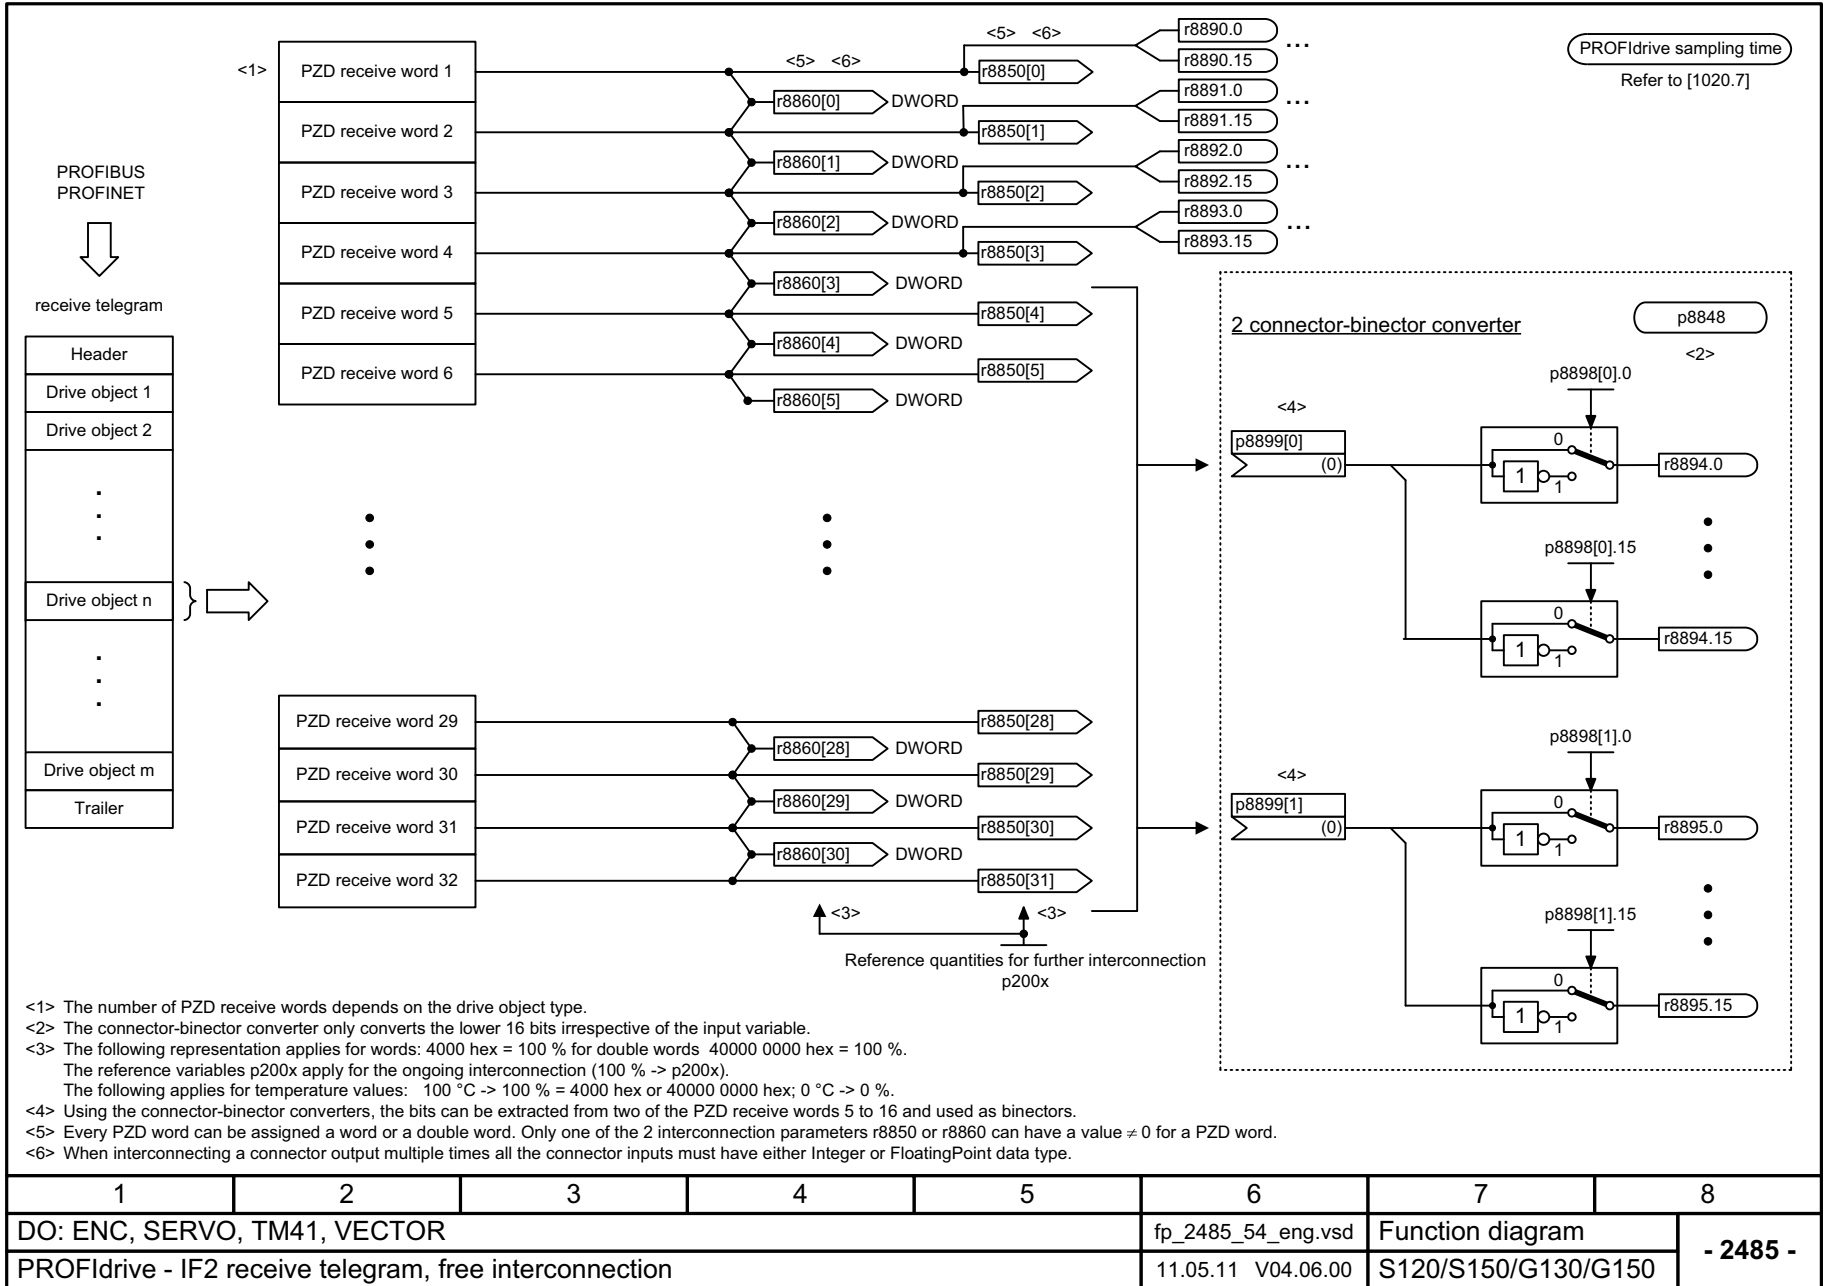 <5> <6>
r8890.0
...
r8890.15
PROFIdrive sampling time
Refer to [1020.7]
<1>
PZD receive word 1
<5> <6>
r8850[0]
r8860[0]
DWORD
r8891.0
...
r8891.15
PZD receive word 2
r8850[1]
r8860[1]
DWORD
r8892.0
...
r8892.15
PROFIBUS
PROFINET
PZD receive word 3
r8850[2]
r8860[2]
DWORD
r8893.0
...
r8893.15
PZD receive word 4
r8850[3]
r8860[3]
DWORD
receive telegram
PZD receive word 5
r8850[4]
r8860[4]
DWORD
PZD receive word 6
r8850[5]
r8860[5]
DWORD
Header
Drive object 1
Drive object 2
Drive object n
Drive object m
Trailer
2 connector-binector converter
p8848
<2>
p8898[0].0
<4>
p8899[0]
(0)
0
1
1
r8894.0
p8898[0].15
0
1
1
r8894.15
PZD receive word 29
r8850[28]
r8860[28]
DWORD
PZD receive word 30
r8850[29]
r8860[29]
DWORD
PZD receive word 31
r8850[30]
r8860[30]
DWORD
PZD receive word 32
r8850[31]
<3>
<3>
Reference quantities for further interconnection
p200x
p8898[1].0
<4>
p8899[1]
(0)
0
1
1
r8895.0
p8898[1].15
0
1
1
r8895.15
<1> The number of PZD receive words depends on the drive object type.
<2> The connector-binector converter only converts the lower 16 bits irrespective of the input variable.
<3> The following representation applies for words: 4000 hex = 100 % for double words 40000 0000 hex = 100 %.
The reference variables p200x apply for the ongoing interconnection (100 % -> p200x).
The following applies for temperature values: 100 °C -> 100 % = 4000 hex or 40000 0000 hex; 0 °C -> 0 %.
<4> Using the connector-binector converters, the bits can be extracted from two of the PZD receive words 5 to 16 and used as binectors.
<5> Every PZD word can be assigned a word or a double word. Only one of the 2 interconnection parameters r8850 or r8860 can have a value ≠ 0 for a PZD word.
<6> When interconnecting a connector output multiple times all the connector inputs must have either Integer or FloatingPoint data type.
1 2 3 4 5 6 7 8
DO: ENC, SERVO, TM41, VECTOR
fp_2485_54_eng.vsd
Function diagram
- 2485 -
PROFIdrive - IF2 receive telegram, free interconnection
11.05.11 V04.06.00
S120/S150/G130/G150